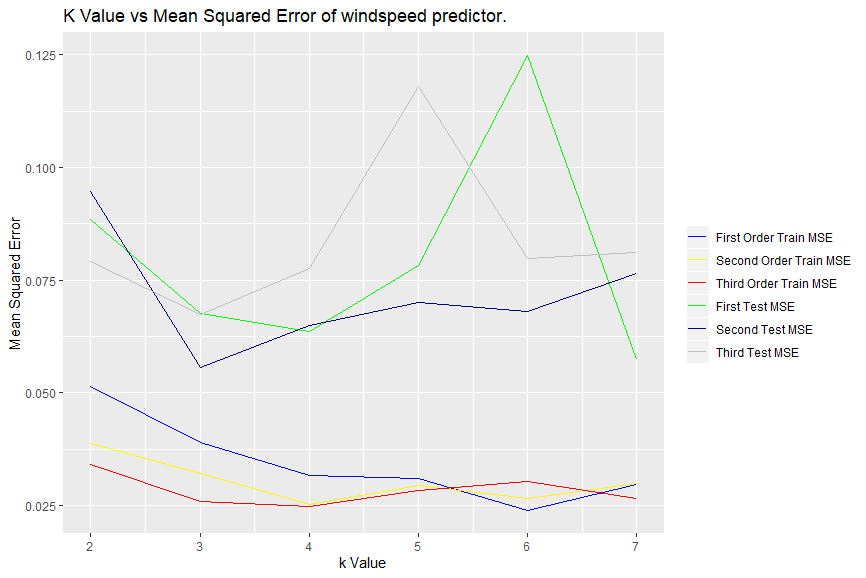 K Value vs Mean Squared Error of windspeed predictor.
0.125
0.100
0.075
0.050
0.025
Mean Squared Error
2 3 4 5 6 7
k Value
First Order Train MSE
Second Order Train MSE
Third Order Train MSE
First Test MSE
Second Test MSE
Third Test MSE